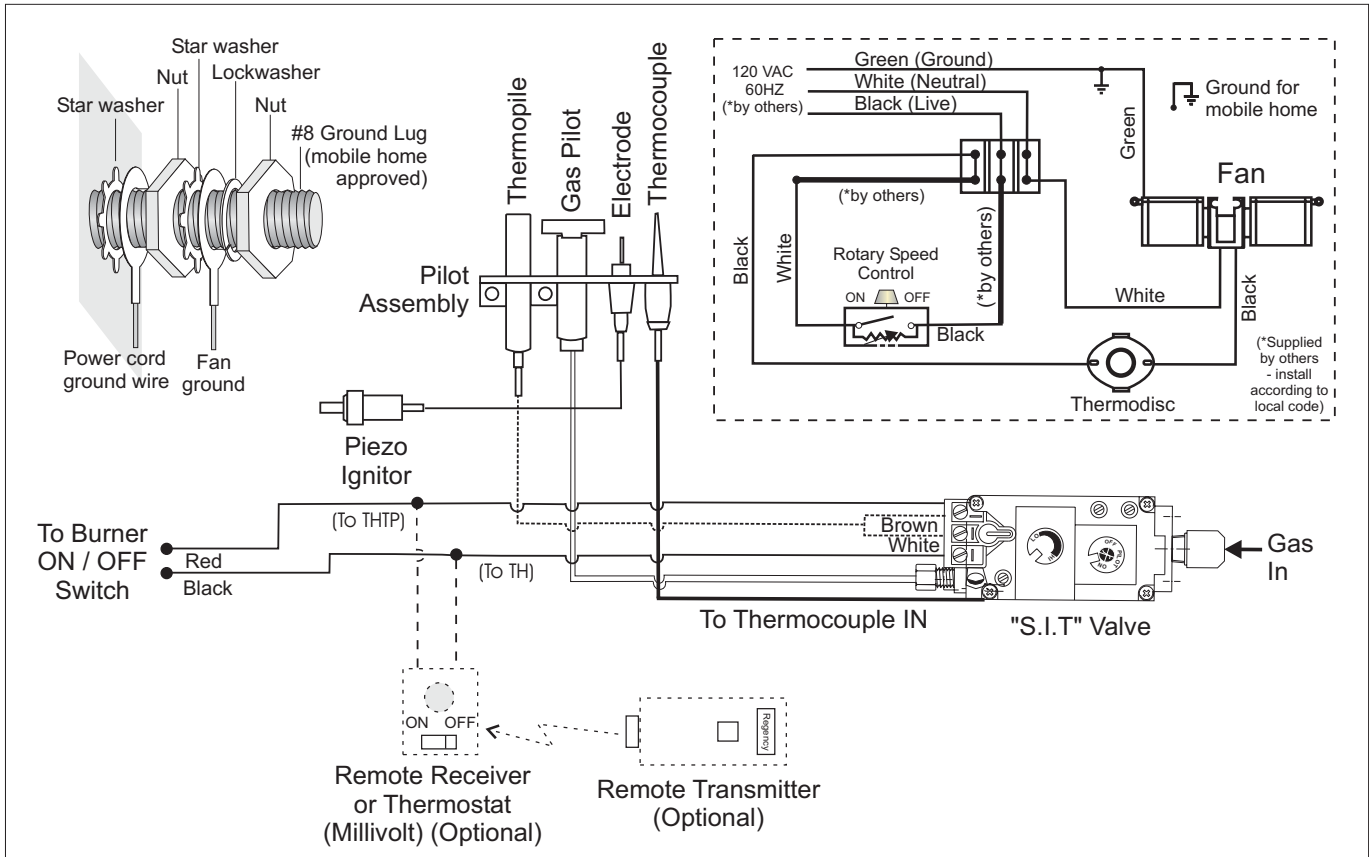 Star washer
Nut
Lockwasher
Star washer
Nut
#8 Ground Lug
(mobile home
approved)
Power cord
ground wire
Fan
ground
Thermopile
Gas Pilot
Electrode
Thermocouple
Pilot
Assembly
Piezo
Ignitor
120 VAC
60HZ
(*by others)
Green (Ground)
White (Neutral)
Black (Live)
Ground for
mobile home
Green
Fan
(*by others)
(*by others)
Black
White
Rotary Speed
Control
ON OFF
Black
White
Black
Thermodisc
(*Supplied
by others
- install
according to
local code)
To Burner
ON / OFF
Switch
Red
Black
(To THTP)
(To TH)
Brown
White
LO
HI
OFF
PILOT
ON
Gas
In
To Thermocouple IN
"S.I.T" Valve
ON OFF
Regency
Remote Receiver
or Thermostat
(Millivolt) (Optional)
Remote Transmitter
(Optional)